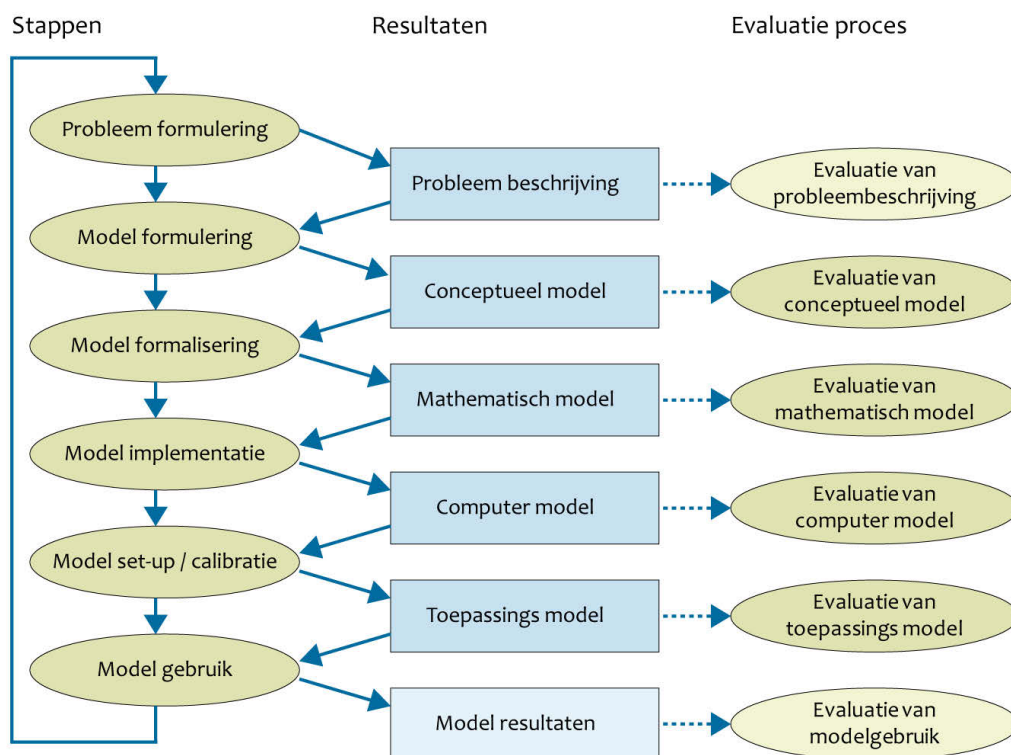 Stappen
Resultaten
Evaluatie proces
Probleem formulering
Probleem beschrijving
Evaluatie van
probleembeschrijving
Model formulering
Conceptueel model
Evaluatie van
conceptueel model
Model formalisering
Mathematisch model
Evaluatie van
mathematisch model
Model implementatie
Computer model
Evaluatie van
computer model
Model set-up / calibratie
Toepassings model
Evaluatie van
toepassings model
Model gebruik
Model resultaten
Evaluatie van
modelgebruik